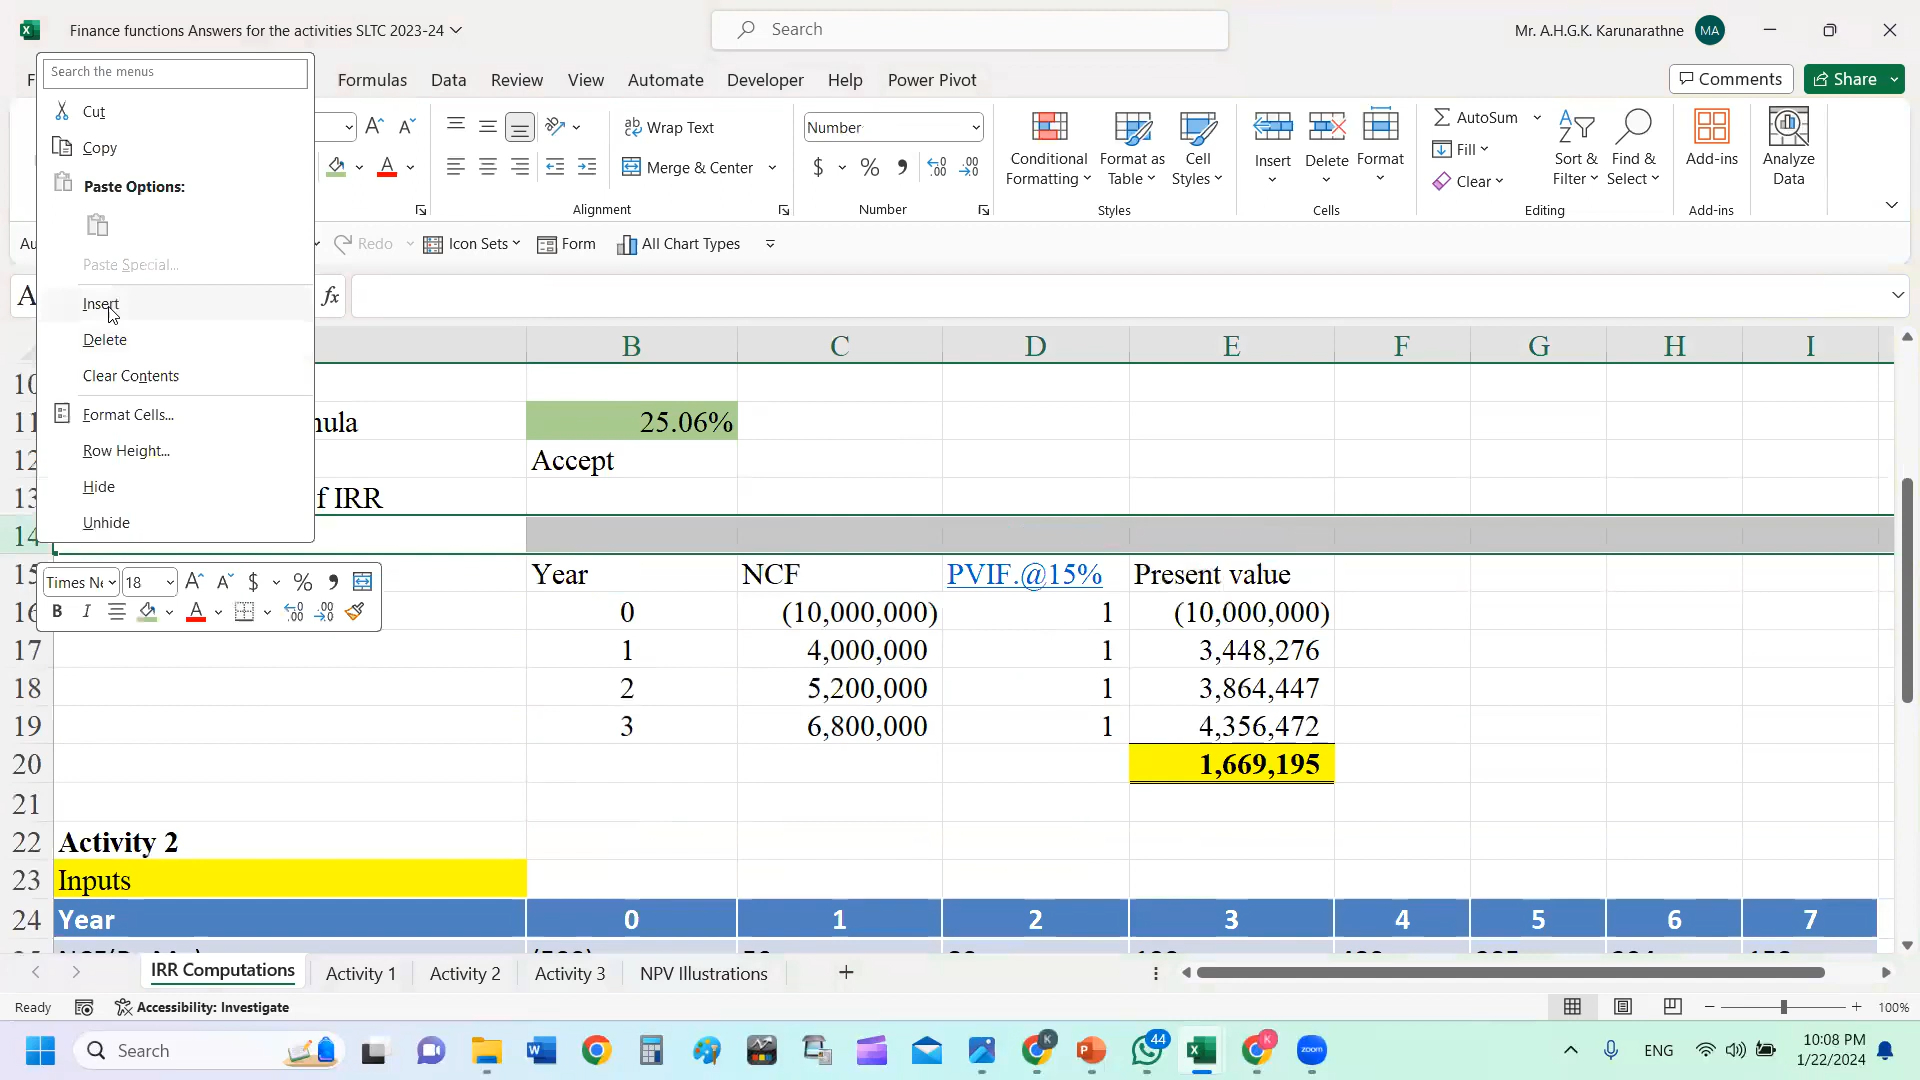 Finance functions Answers for the activities SLTC 2023-24
Search
Mr. A.H.G.K. Karunarathne
MA
F
Formulas
Data
Review
View
Automate
Developer
Help
Power Pivot
Comments
Share
Search the menus
Cut
Copy
Paste Options:
Paste Special...
Insert
Delete
Clear Contents
Format Cells...
Row Height...
Hide
Unhide
Wrap Text
Merge & Center
Alignment
Number
Number
Conditional
Formatting
Format as
Table
Cell
Styles
Styles
Insert
Delete
Format
Cells
AutoSum
Fill
Clear
Sort &
Filter
Find &
Select
Editing
Add-ins
Add-ins
Analyze
Data
Au
Redo
Icon Sets
Form
All Chart Types
A
fx
B C D E F G H I
10
11 nula 25.06%
12 Accept
13 f IRR
14
15 Year NCF PVIF.@15% Present value
16 0 (10,000,000) 1 (10,000,000)
17 1 4,000,000 1 3,448,276
18 2 5,200,000 1 3,864,447
19 3 6,800,000 1 4,356,472
20 1,669,195
21
22 Activity 2
23 Inputs
24 Year 0 1 2 3 4 5 6 7
Times Ne 18
B I
IRR Computations
Activity 1
Activity 2
Activity 3
NPV Illustrations
Ready
Accessibility: Investigate
100%
Search
44
zoom
ENG
10:08 PM
1/22/2024